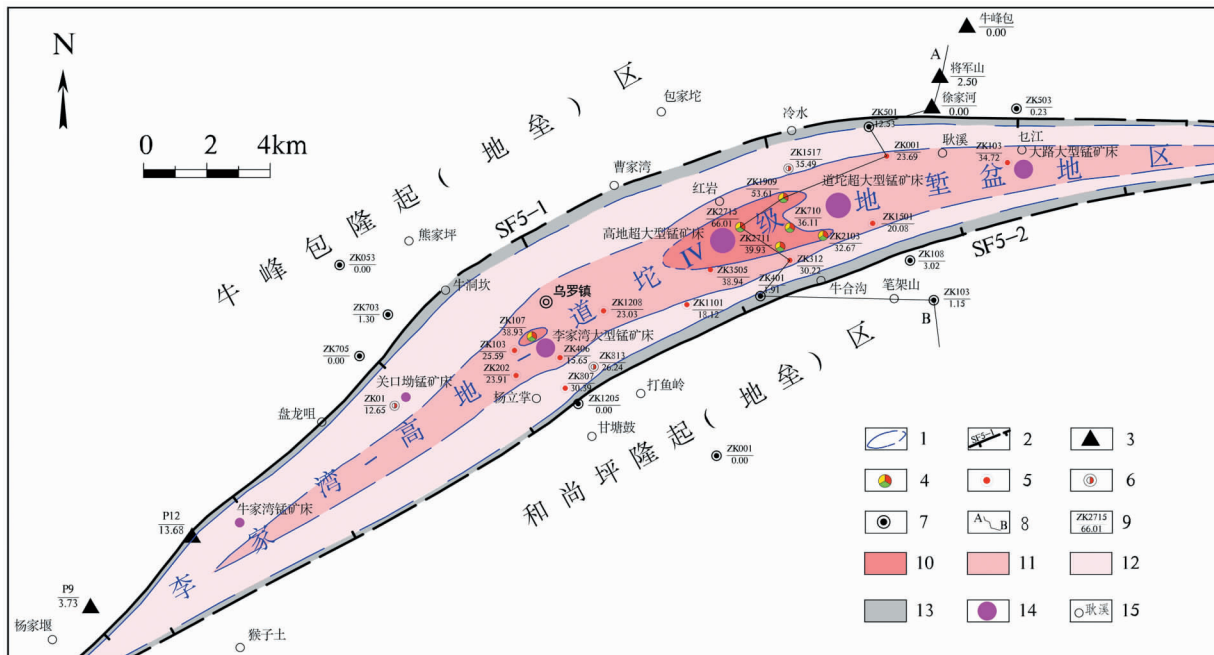 N
0 2 4km
牛峰包
0.00
A
将军山
2.50
徐家河
0.00
ZK503
0.23
包家坨
冷水
ZK501
12.53
ZK001
23.69
耿溪
乜江
ZK103
34.72
大路大型锰矿床
ZK1517
35.49
曹家湾
红岩
ZK1909
53.61
道坨超大型锰矿床
ZK2715
66.01
ZK710
36.11
高地超大型锰矿床
ZK2711
39.93
ZK2103
32.67
ZK1501
20.08
SF5-1
SF5-2
熊家坪
ZK053
0.00
牛洞坎
ZK312
30.22
ZK3505
38.94
ZK401
1.91
牛合沟
ZK108
3.02
笔架山
ZK103
1.15
B
乌罗镇
ZK703
1.30
ZK1208
23.03
ZK1101
18.12
ZK107
38.93
李家湾大型锰矿床
ZK705
0.00
ZK103
25.59
ZK406
15.65
ZK813
26.24
ZK202
23.91
ZK807
30.39
关口坳锰矿床
ZK01
12.65
杨立掌
ZK1205
0.00
打鱼岭
盘龙咀
甘塘鼓
ZK001
0.00
牛家湾锰矿床
P12
13.68
P9
3.73
杨家堰
猴子土
牛峰包隆起(地垒)区
李家湾-高地-道坨IV级地堑盆地区
和尚坪隆起(地垒)区
1
SF5-1
2
3
4
5
6
7
A
B
8
ZK2715
66.01
9
10
11
12
13
14
耿溪
15